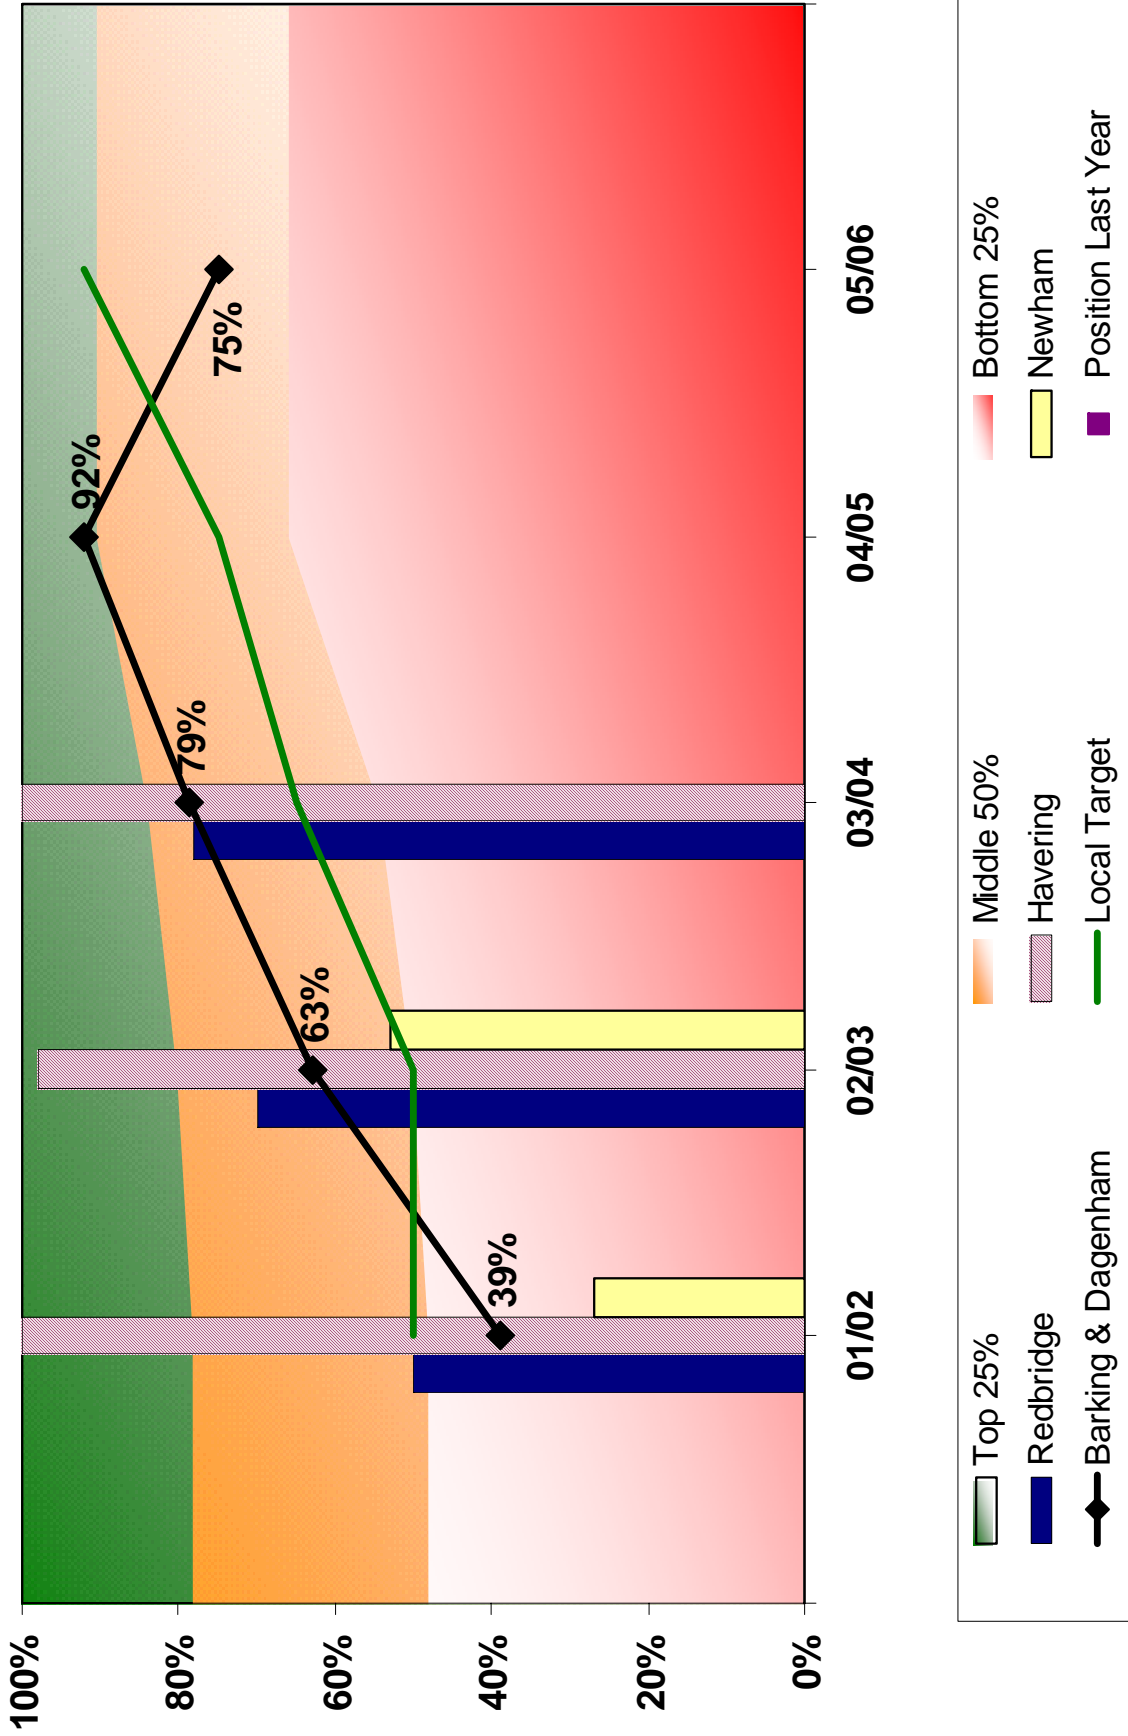 100%
80%
60%
40%
20%
0%
39%
63%
79%
92%
75%
01/02
02/03
03/04
04/05
05/06
Top 25%
Middle 50%
Bottom 25%
Redbridge
Havering
Newham
Barking & Dagenham
Local Target
Position Last Year